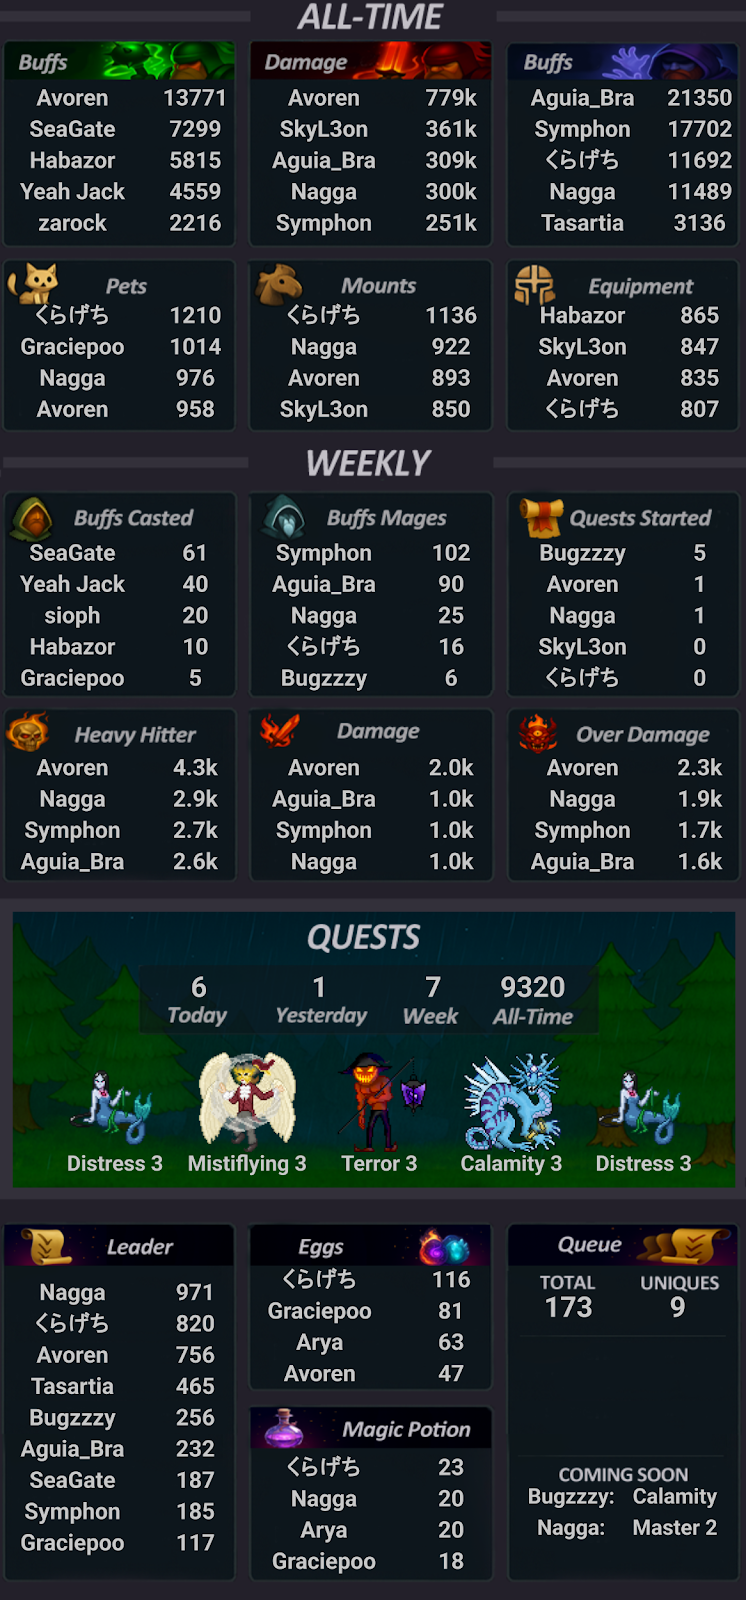 ALL-TIME
Buffs
Avoren 13771
SeaGate 7299
Habazor 5815
Yeah Jack 4559
zarock 2216
Damage
Avoren 779k
SkyL3on 361k
Aguia_Bra 309k
Nagga 300k
Symphon 251k
Buffs
Aguia_Bra 21350
Symphon 17702
くらげち 11692
Nagga 11489
Tasartia 3136
Pets
くらげち 1210
Graciepoo 1014
Nagga 976
Avoren 958
Mounts
くらげち 1136
Nagga 922
Avoren 893
SkyL3on 850
Equipment
Habazor 865
SkyL3on 847
Avoren 835
くらげち 807
WEEKLY
Buffs Casted
SeaGate 61
Yeah Jack 40
sioph 20
Habazor 10
Graciepoo 5
Buffs Mages
Symphon 102
Aguia_Bra 90
Nagga 25
くらげち 16
Bugzzzy 6
Quests Started
Bugzzzy 5
Avoren 1
Nagga 1
SkyL3on 0
くらげち 0
Heavy Hitter
Avoren 4.3k
Nagga 2.9k
Symphon 2.7k
Aguia_Bra 2.6k
Damage
Avoren 2.0k
Aguia_Bra 1.0k
Symphon 1.0k
Nagga 1.0k
Over Damage
Avoren 2.3k
Nagga 1.9k
Symphon 1.7k
Aguia_Bra 1.6k
QUESTS
6 1 7 9320
Today Yesterday Week All-Time
Distress 3 Mistiflying 3 Terror 3 Calamity 3 Distress 3
Leader
Nagga 971
くらげち 820
Avoren 756
Tasartia 465
Bugzzzy 256
Aguia_Bra 232
SeaGate 187
Symphon 185
Graciepoo 117
Eggs
くらげち 116
Graciepoo 81
Arya 63
Avoren 47
Magic Potion
くらげち 23
Nagga 20
Arya 20
Graciepoo 18
Queue
TOTAL UNIQUES
173 9
COMING SOON
Bugzzzy: Calamity
Nagga: Master 2